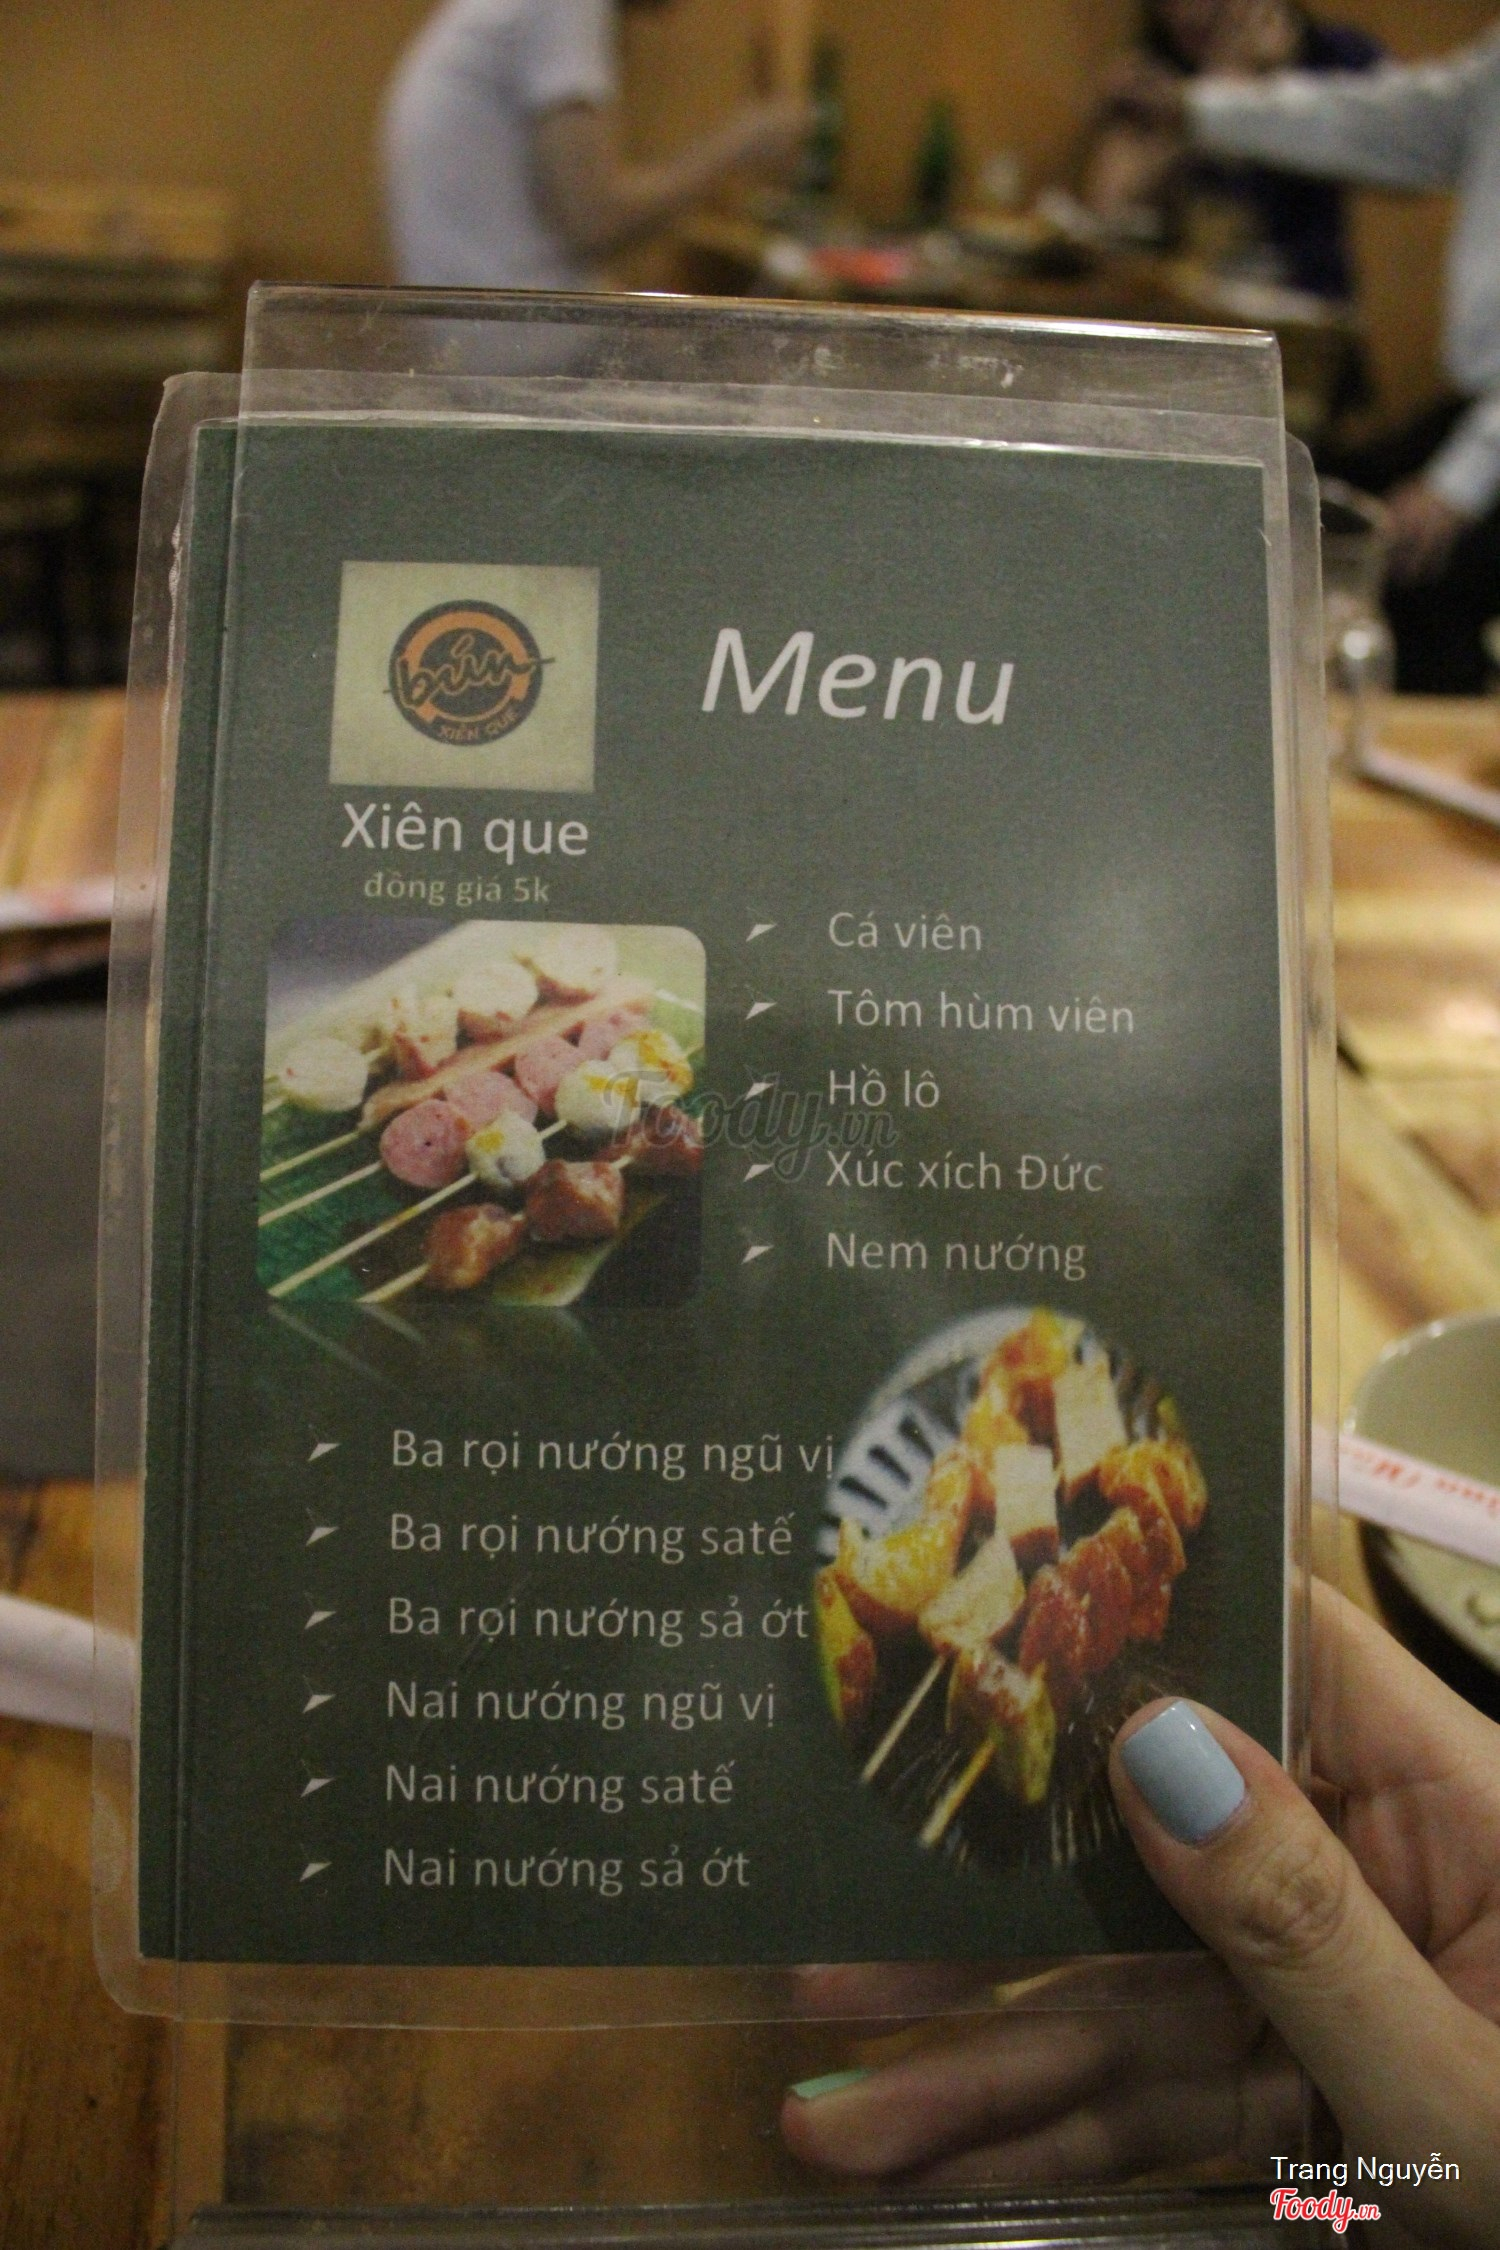 bún
XIÊN QUE
Menu
Xiên que
đồng giá 5k
Cá viên
Tôm hùm viên
Hồ lô
Xúc xích Đức
Nem nướng
Foody.vn
Ba rọi nướng ngũ vị
Ba rọi nướng satế
Ba rọi nướng sả ớt
Nai nướng ngũ vị
Nai nướng satế
Nai nướng sả ớt
Trang Nguyễn
Foody.vn